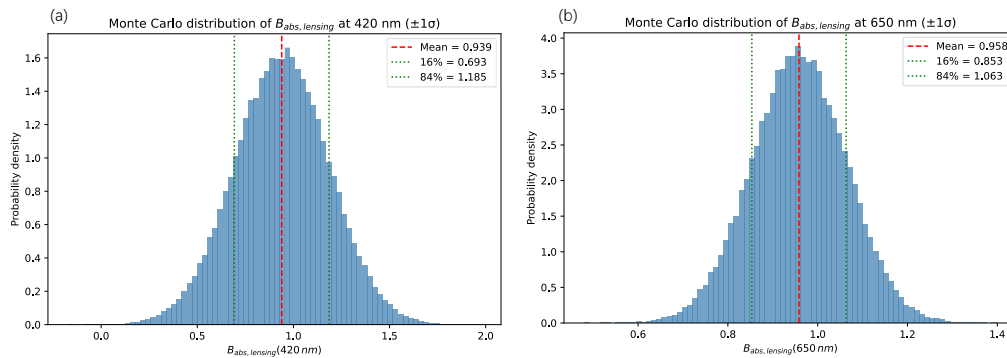 (a)
Monte Carlo distribution of B_abs,lensing at 420 nm (±1σ)
Mean = 0.939
16% = 0.693
84% = 1.185
Probability density
1.6
1.4
1.2
1.0
0.8
0.6
0.4
0.2
0.0
0.0 0.5 1.0 1.5 2.0
B_abs,lensing(420 nm)
(b)
Monte Carlo distribution of B_abs,lensing at 650 nm (±1σ)
Mean = 0.958
16% = 0.853
84% = 1.063
Probability density
4.0
3.5
3.0
2.5
2.0
1.5
1.0
0.5
0.0
0.6 0.8 1.0 1.2 1.4
B_abs,lensing(650 nm)